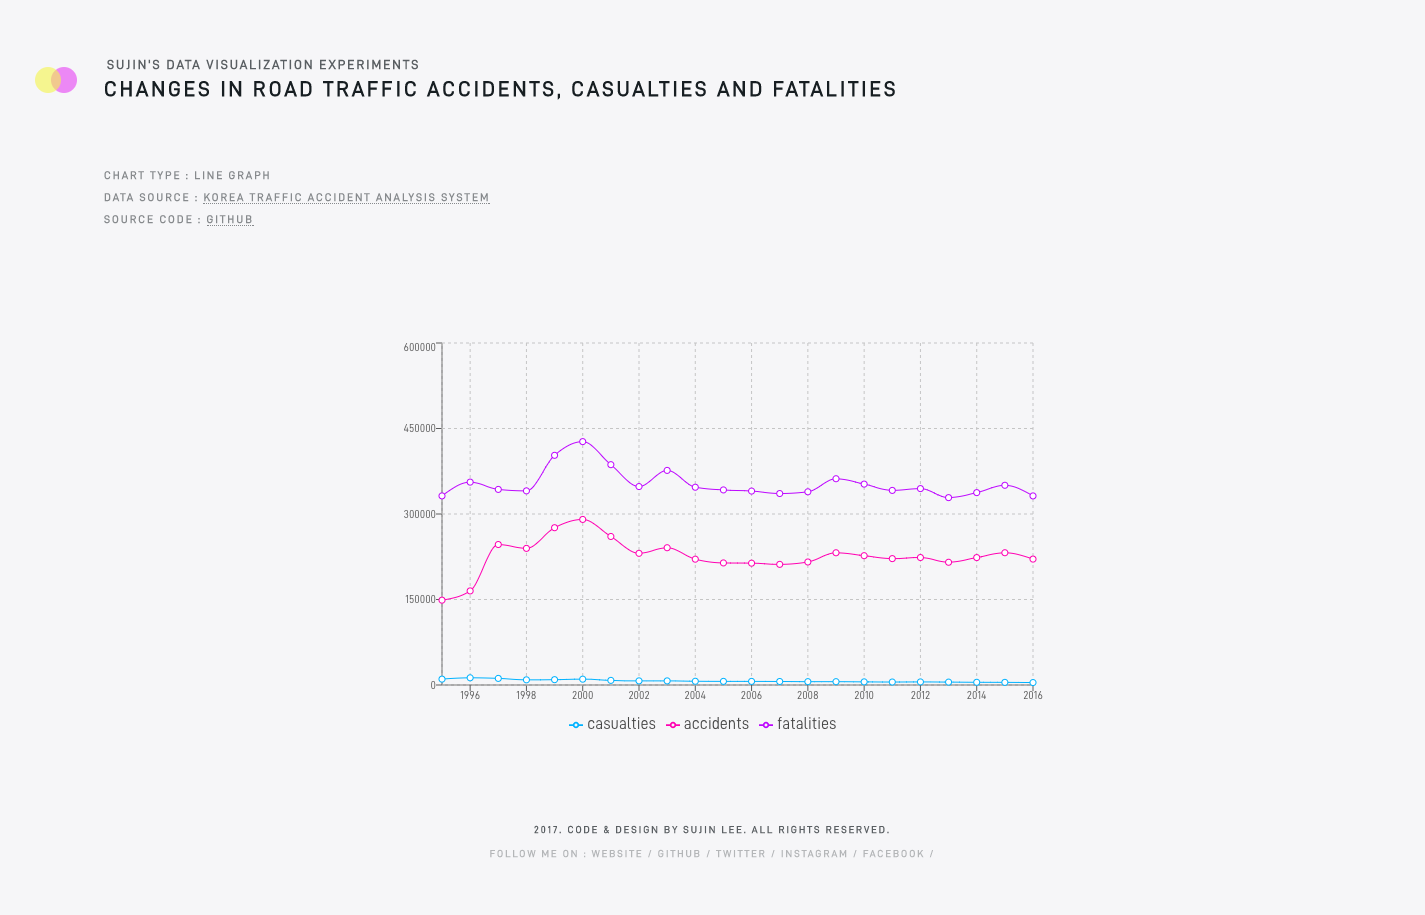 SUJIN'S DATA VISUALIZATION EXPERIMENTS
CHANGES IN ROAD TRAFFIC ACCIDENTS, CASUALTIES AND FATALITIES
CHART TYPE : LINE GRAPH
DATA SOURCE : KOREA TRAFFIC ACCIDENT ANALYSIS SYSTEM
SOURCE CODE : GITHUB
600000
450000
300000
150000
0
1996 1998 2000 2002 2004 2006 2008 2010 2012 2014 2016
casualties accidents fatalities
2017. CODE & DESIGN BY SUJIN LEE. ALL RIGHTS RESERVED.
FOLLOW ME ON : WEBSITE / GITHUB / TWITTER / INSTAGRAM / FACEBOOK /